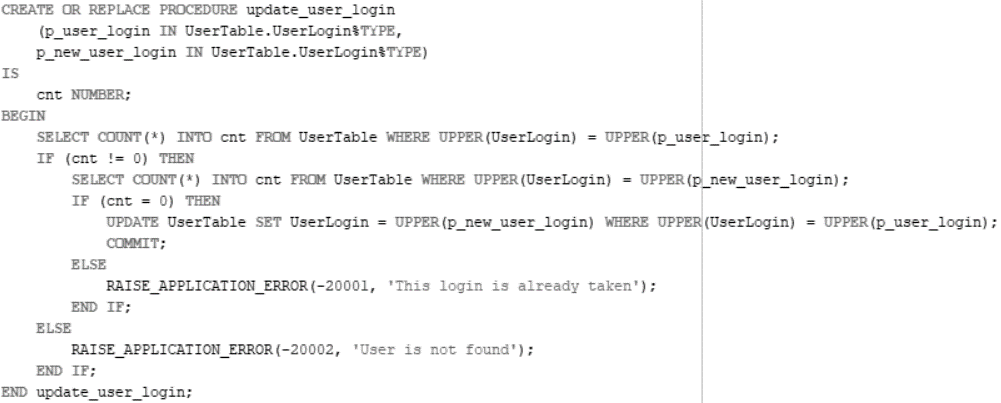 CREATE OR REPLACE PROCEDURE update_user_login
(p_user_login IN UserTable.UserLogin%TYPE,
p_new_user_login IN UserTable.UserLogin%TYPE)
IS
cnt NUMBER;
BEGIN
SELECT COUNT(*) INTO cnt FROM UserTable WHERE UPPER(UserLogin) = UPPER(p_user_login);
IF (cnt != 0) THEN
SELECT COUNT(*) INTO cnt FROM UserTable WHERE UPPER(UserLogin) = UPPER(p_new_user_login);
IF (cnt = 0) THEN
UPDATE UserTable SET UserLogin = UPPER(p_new_user_login) WHERE UPPER(UserLogin) = UPPER(p_user_login);
COMMIT;
ELSE
RAISE_APPLICATION_ERROR(-20001, 'This login is already taken');
END IF;
ELSE
RAISE_APPLICATION_ERROR(-20002, 'User is not found');
END IF;
END update_user_login;